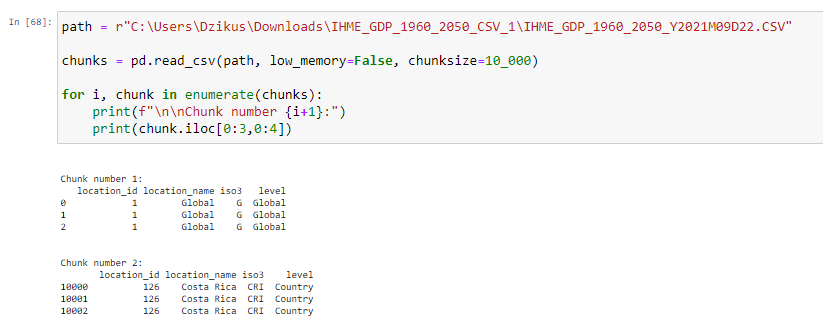 In [68]: path = r"C:\Users\Dzikus\Downloads\IHME_GDP_1960_2050_CSV_1\IHME_GDP_1960_2050_Y2021M09D22.CSV"
chunks = pd.read_csv(path, low_memory=False, chunksize=10_000)
for i, chunk in enumerate(chunks):
    print(f"\n\nChunk number {i+1}:")
    print(chunk.iloc[0:3,0:4])
Chunk number 1:
   location_id location_name iso3   level
0            1        Global    G  Global
1            1        Global    G  Global
2            1        Global    G  Global
Chunk number 2:
       location_id location_name iso3    level
10000          126    Costa Rica  CRI  Country
10001          126    Costa Rica  CRI  Country
10002          126    Costa Rica  CRI  Country